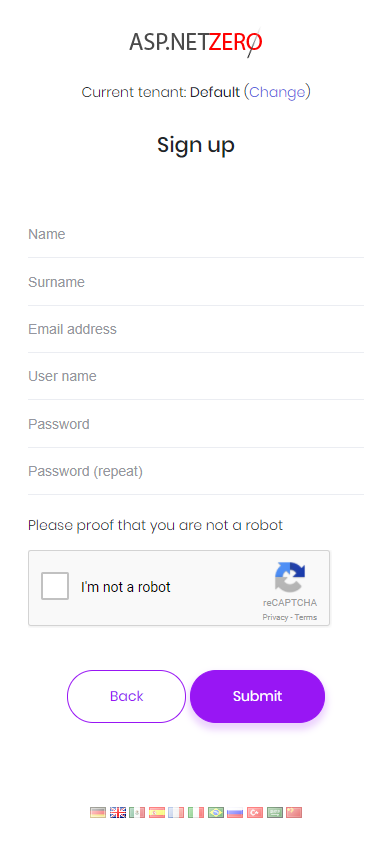 ASP.NETZERO
Current tenant: Default (Change)
Sign up
Name
Surname
Email address
User name
Password
Password (repeat)
Please proof that you are not a robot
I'm not a robot
reCAPTCHA
Privacy - Terms
Back
Submit